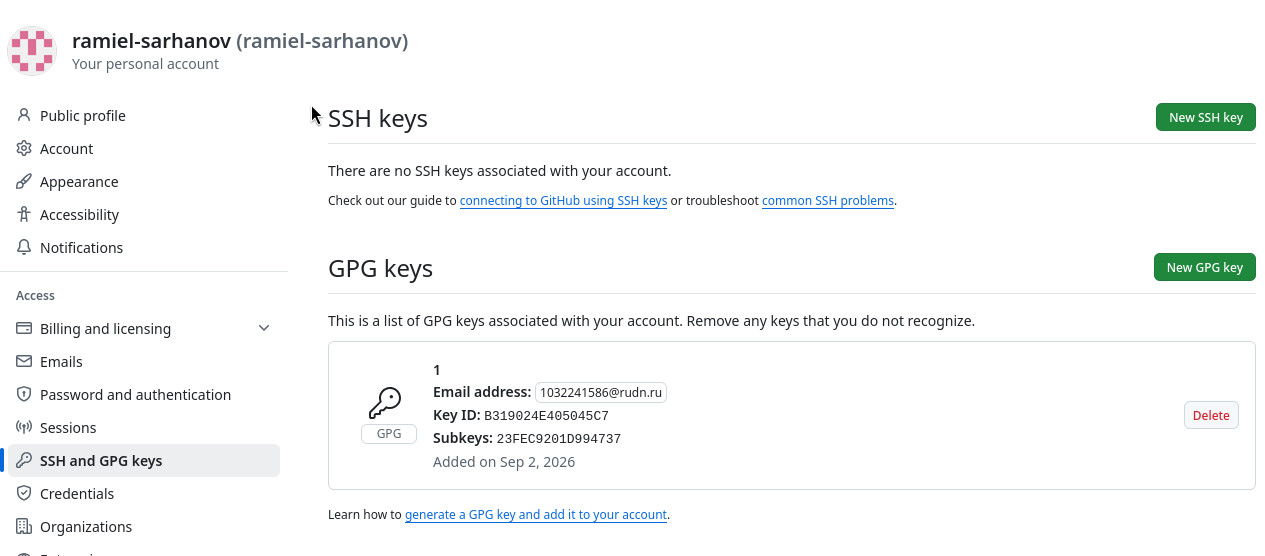 ramiel-sarhanov (ramiel-sarhanov)
Your personal account
Public profile
Account
Appearance
Accessibility
Notifications
Access
Billing and licensing
Emails
Password and authentication
Sessions
SSH and GPG keys
Credentials
Organizations
SSH keys
New SSH key
There are no SSH keys associated with your account.
Check out our guide to connecting to GitHub using SSH keys or troubleshoot common SSH problems.
GPG keys
New GPG key
This is a list of GPG keys associated with your account. Remove any keys that you do not recognize.
GPG
1
Email address: 1032241586@rudn.ru
Key ID: B319024E405045C7
Subkeys: 23FEC9201D994737
Added on Sep 2, 2026
Delete
Learn how to generate a GPG key and add it to your account.